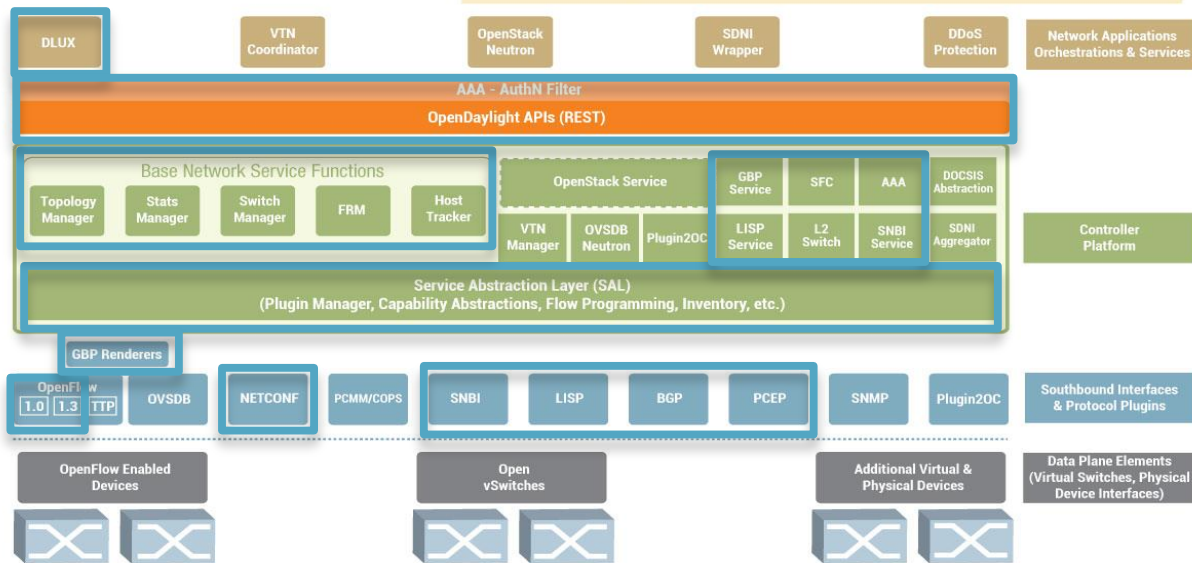 DLUX
VTN
Coordinator
OpenStack
Neutron
SDNI
Wrapper
DDoS
Protection
Network Applications
Orchestrations & Services
AAA - AuthN Filter
OpenDaylight APIs (REST)
Base Network Service Functions
Topology
Manager
Stats
Manager
Switch
Manager
FRM
Host
Tracker
OpenStack Service
GBP
Service
SFC
AAA
DOCSIS
Abstraction
VTN
Manager
OVSDB
Neutron
Plugin2OC
LISP
Service
L2
Switch
SNBI
Service
SDNI
Aggregator
Controller
Platform
Service Abstraction Layer (SAL)
(Plugin Manager, Capability Abstractions, Flow Programming, Inventory, etc.)
GBP Renderers
OpenFlow
1.0 1.3 TTP
OVSDB
NETCONF
PCMM/COPS
SNBI
LISP
BGP
PCEP
SNMP
Plugin2OC
Southbound Interfaces
& Protocol Plugins
OpenFlow Enabled
Devices
Open
vSwitches
Additional Virtual &
Physical Devices
Data Plane Elements
(Virtual Switches, Physical
Device Interfaces)